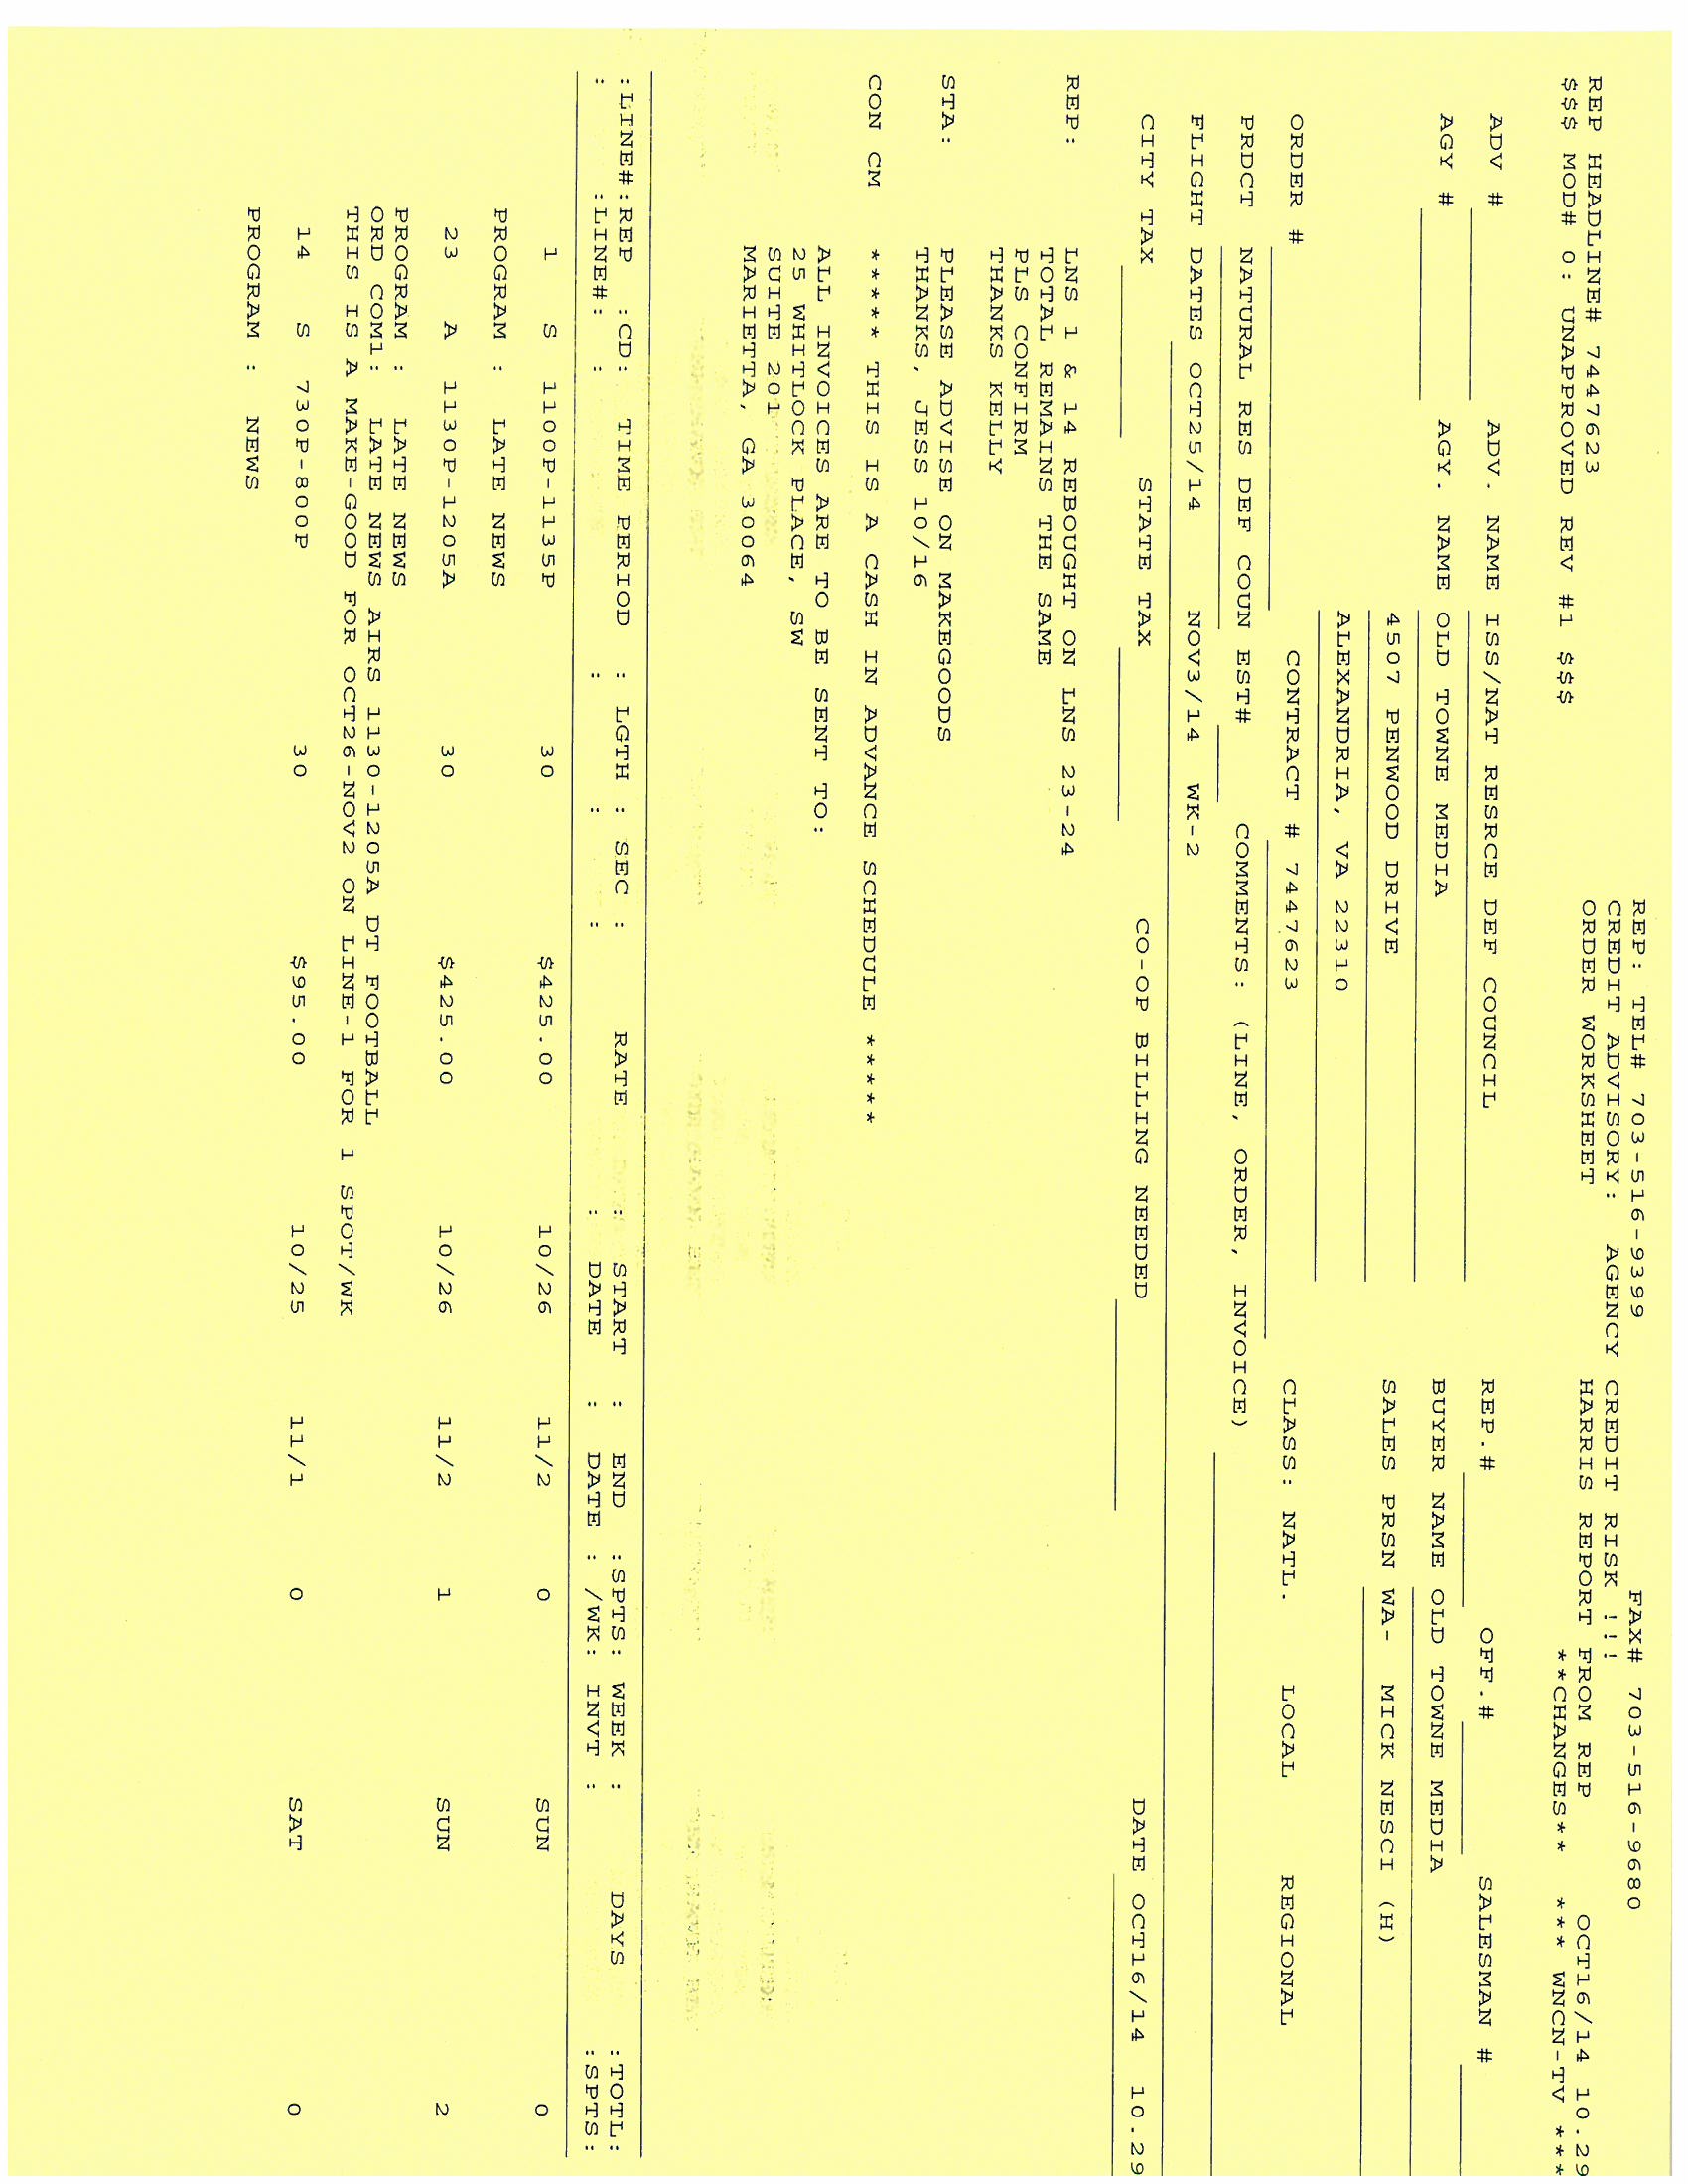 REP: TEL# 703-516-9399 FAX# 703-516-9680
CREDIT ADVISORY: AGENCY CREDIT RISK !!!
ORDER WORKSHEET HARRIS REPORT FROM REP OCT16/14 10.29
REP HEADLINE# 7447623 **CHANGES** *** WNCN-TV ***
$$$ MOD# 0: UNAPPROVED REV #1 $$$
ADV # ADV. NAME ISS/NAT RESRCE DEF COUNCIL REP.# OFF.# SALESMAN #
AGY # AGY. NAME OLD TOWNE MEDIA BUYER NAME OLD TOWNE MEDIA
4507 PENWOOD DRIVE SALES PRSN WA- MICK NESCI (H)
ALEXANDRIA, VA 22310
ORDER # CONTRACT # 7447623 CLASS: NATL. LOCAL REGIONAL
PRDCT NATURAL RES DEF COUN EST# COMMENTS: (LINE, ORDER, INVOICE)
FLIGHT DATES OCT25/14 NOV3/14 WK-2
CITY TAX STATE TAX CO-OP BILLING NEEDED DATE OCT16/14 10.29
REP: LNS 1 & 14 REBOUGHT ON LNS 23-24
TOTAL REMAINS THE SAME
PLS CONFIRM
THANKS KELLY
STA: PLEASE ADVISE ON MAKEGOODS
THANKS, JESS 10/16
CON CM ***** THIS IS A CASH IN ADVANCE SCHEDULE *****
ALL INVOICES ARE TO BE SENT TO:
25 WHITLOCK PLACE, SW
SUITE 201
MARIETTA, GA 30064
:LINE#:REP :CD: TIME PERIOD : LGTH : SEC : RATE : START : END :SPTS: WEEK : DAYS :TOTL:
: :LINE#: : : : : : DATE : DATE : /WK: INVT : :SPTS:
1 S 1100P-1135P 30 $425.00 10/26 11/2 0 SUN 0
PROGRAM : LATE NEWS
23 A 1130P-1205A 30 $425.00 10/26 11/2 1 SUN 2
PROGRAM : LATE NEWS
ORD COM1: LATE NEWS AIRS 1130-1205A DT FOOTBALL
THIS IS A MAKE-GOOD FOR OCT26-NOV2 ON LINE-1 FOR 1 SPOT/WK
14 S 730P-800P 30 $95.00 10/25 11/1 0 SAT 0
PROGRAM : NEWS